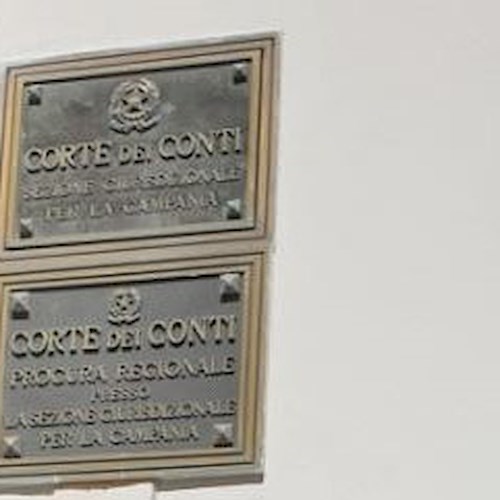 CORTE DEI CONTI
SEZIONE GIURISDIZIONALE
PER LA CAMPANIA
CORTE DEI CONTI
PROCURA REGIONALE
PRESSO
LA SEZIONE GIURISDIZIONALE
PER LA CAMPANIA